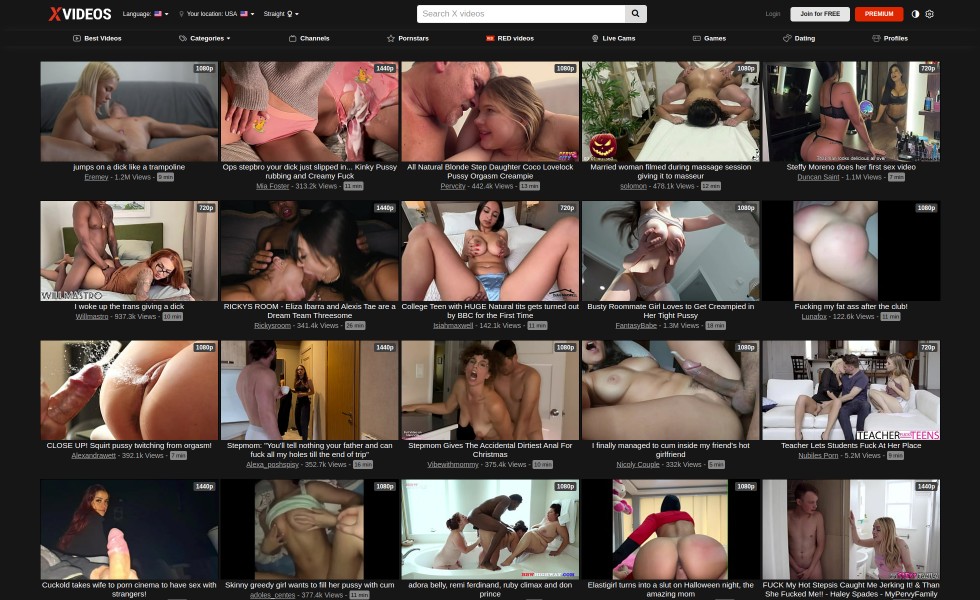 XVIDEOS
Language:
Your location: USA
Straight
Search X videos
Login
Join for FREE
PREMIUM
Best Videos
Categories
Channels
Pornstars
RED videos
Live Cams
Games
Dating
Profiles
1080p
1440p
1080p
1080p
720p
jumps on a dick like a trampoline
Eremey - 1.2M Views - 9 min
Ops stepbro your dick just slipped in... Kinky Pussy
rubbing and Creamy Fuck
Mia Foster - 313.2k Views - 11 min
All Natural Blonde Step Daughter Coco Lovelock
Pussy Orgasm Creampie
Pervcity - 442.4k Views - 13 min
Married woman filmed during massage session
giving it to masseur
solomon - 478.1k Views - 12 min
Steffy Moreno does her first sex video
Duncan Saint - 1.1M Views - 7 min
720p
1440p
720p
1080p
1080p
WILLMASTRO
I woke up the trans giving a dick
Willmastro - 937.3k Views - 10 min
RICKYS ROOM - Eliza Ibarra and Alexis Tae are a
Dream Team Threesome
Rickysroom - 341.4k Views - 26 min
College Teen with HUGE Natural tits gets turned out
by BBC for the First Time
Isiahmaxwell - 142.1k Views - 11 min
Busty Roommate Girl Loves to Get Creampied in
Her Tight Pussy
FantasyBabe - 1.3M Views - 18 min
Fucking my fat ass after the club!
Lunafox - 122.6k Views - 11 min
1080p
1440p
1080p
1080p
720p
CLOSE UP! Squirt pussy twitching from orgasm!
Alexandrawett - 392.1k Views - 7 min
Stepmom: "You'll tell nothing your father and can
fuck all my holes till the end of trip"
Alexa_poshspicy - 352.7k Views - 16 min
Stepmom Gives The Accidental Dirtiest Anal For
Christmas
Vibewithmommy - 375.4k Views - 10 min
I finally managed to cum inside my friend's hot
girlfriend
Nicoly Couple - 332k Views - 5 min
TEACHER TEENS
Teacher Lets Students Fuck At Her Place
Nubiles Porn - 5.2M Views - 9 min
1440p
1080p
1080p
1080p
1440p
Cuckold takes wife to porn cinema to have sex with
strangers!
Skinny greedy girl wants to fill her pussy with cum
adoles_centes - 377.4k Views - 11 min
adora belly, remi ferdinand, ruby climax and don
prince
Elastigirl turns into a slut on Halloween night, the
amazing mom
FUCK My Hot Stepsis Caught Me Jerking It! & Than
She Fucked Me!! - Haley Spades - MyPervyFamily